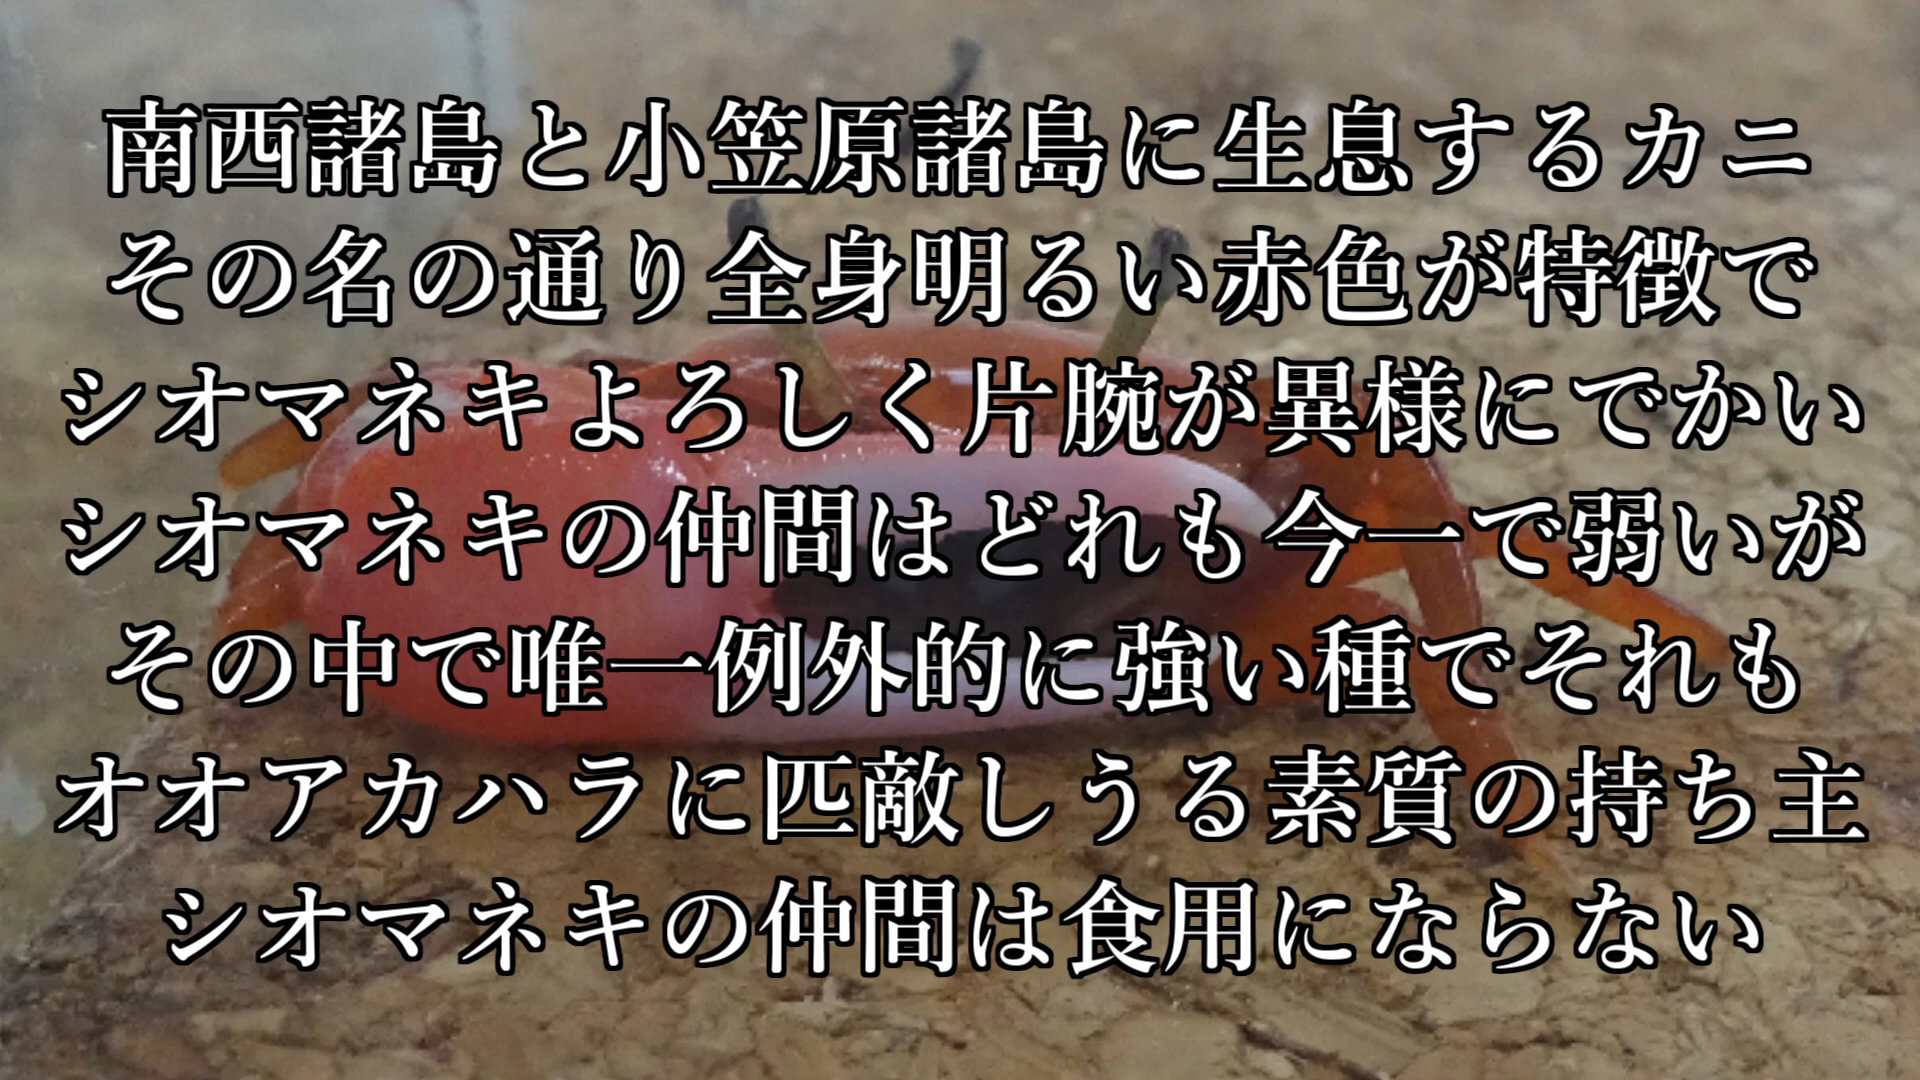 南西諸島と小笠原諸島に生息するカニ
その名の通り全身明るい赤色が特徴で
シオマネキよろしく片腕が異様にでかい
シオマネキの仲間はどれも今一で弱いが
その中で唯一例外的に強い種でそれも
オオアカハラに匹敵しうる素質の持ち主
シオマネキの仲間は食用にならない